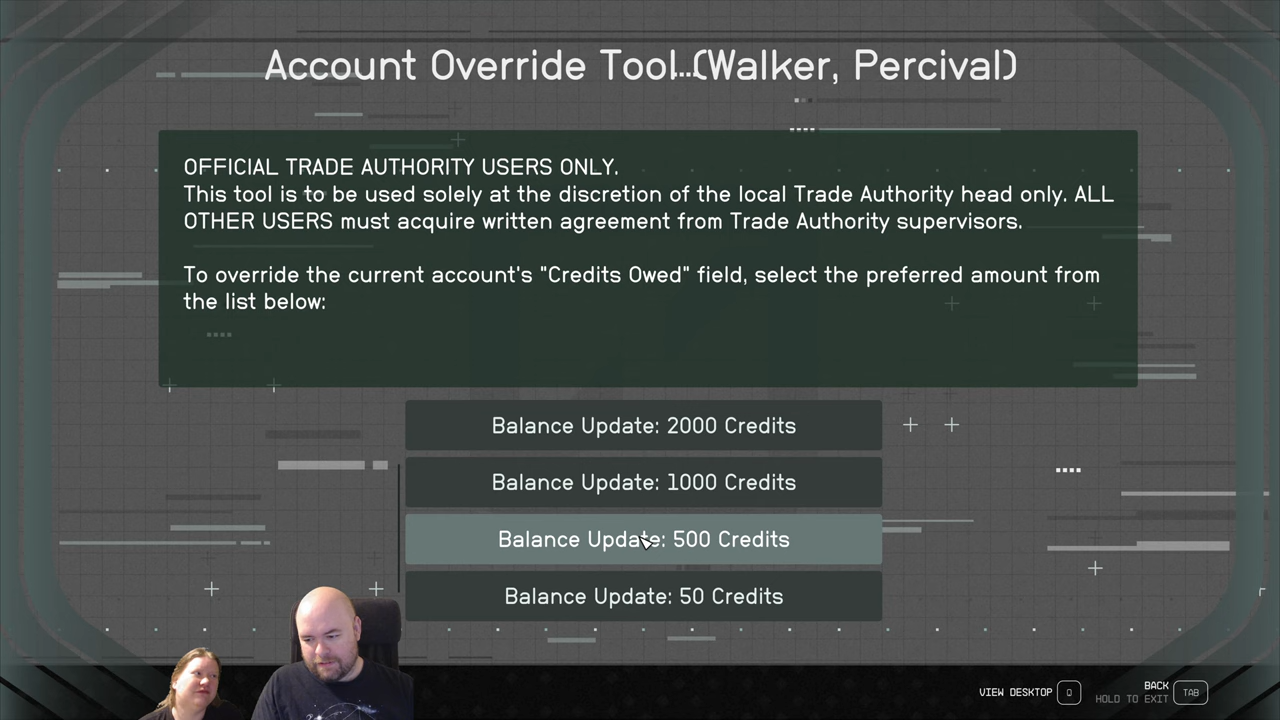 Account Override Tool...(Walker, Percival)
OFFICIAL TRADE AUTHORITY USERS ONLY.
This tool is to be used solely at the discretion of the local Trade Authority head only. ALL
OTHER USERS must acquire written agreement from Trade Authority supervisors.
To override the current account's "Credits Owed" field, select the preferred amount from
the list below:
Balance Update: 2000 Credits
Balance Update: 1000 Credits
Balance Update: 500 Credits
Balance Update: 50 Credits
VIEW DESKTOP Q
BACK
HOLD TO EXIT TAB